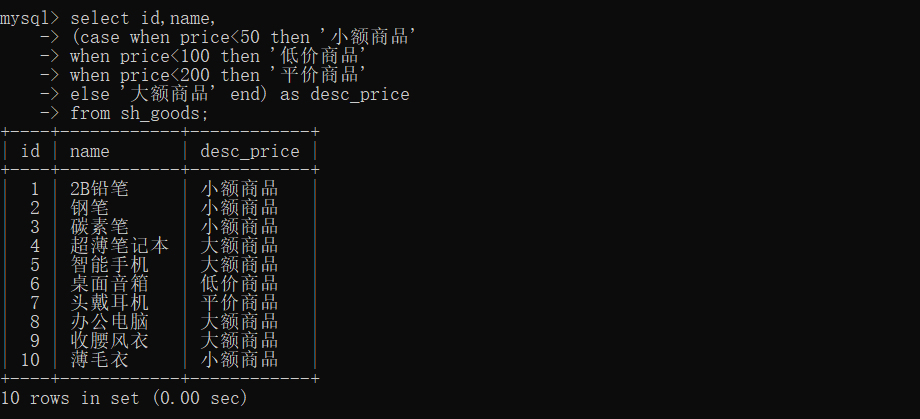 mysql> select id,name,
    -> (case when price<50 then '小额商品'
    -> when price<100 then '低价商品'
    -> when price<200 then '平价商品'
    -> else '大额商品' end) as desc_price
    -> from sh_goods;
+----+------------+------------+
| id | name       | desc_price |
+----+------------+------------+
|  1 | 2B铅笔     | 小额商品   |
|  2 | 钢笔       | 小额商品   |
|  3 | 碳素笔     | 小额商品   |
|  4 | 超薄笔记本 | 大额商品   |
|  5 | 智能手机   | 大额商品   |
|  6 | 桌面音箱   | 低价商品   |
|  7 | 头戴耳机   | 平价商品   |
|  8 | 办公电脑   | 大额商品   |
|  9 | 收腰风衣   | 大额商品   |
| 10 | 薄毛衣     | 小额商品   |
+----+------------+------------+
10 rows in set (0.00 sec)